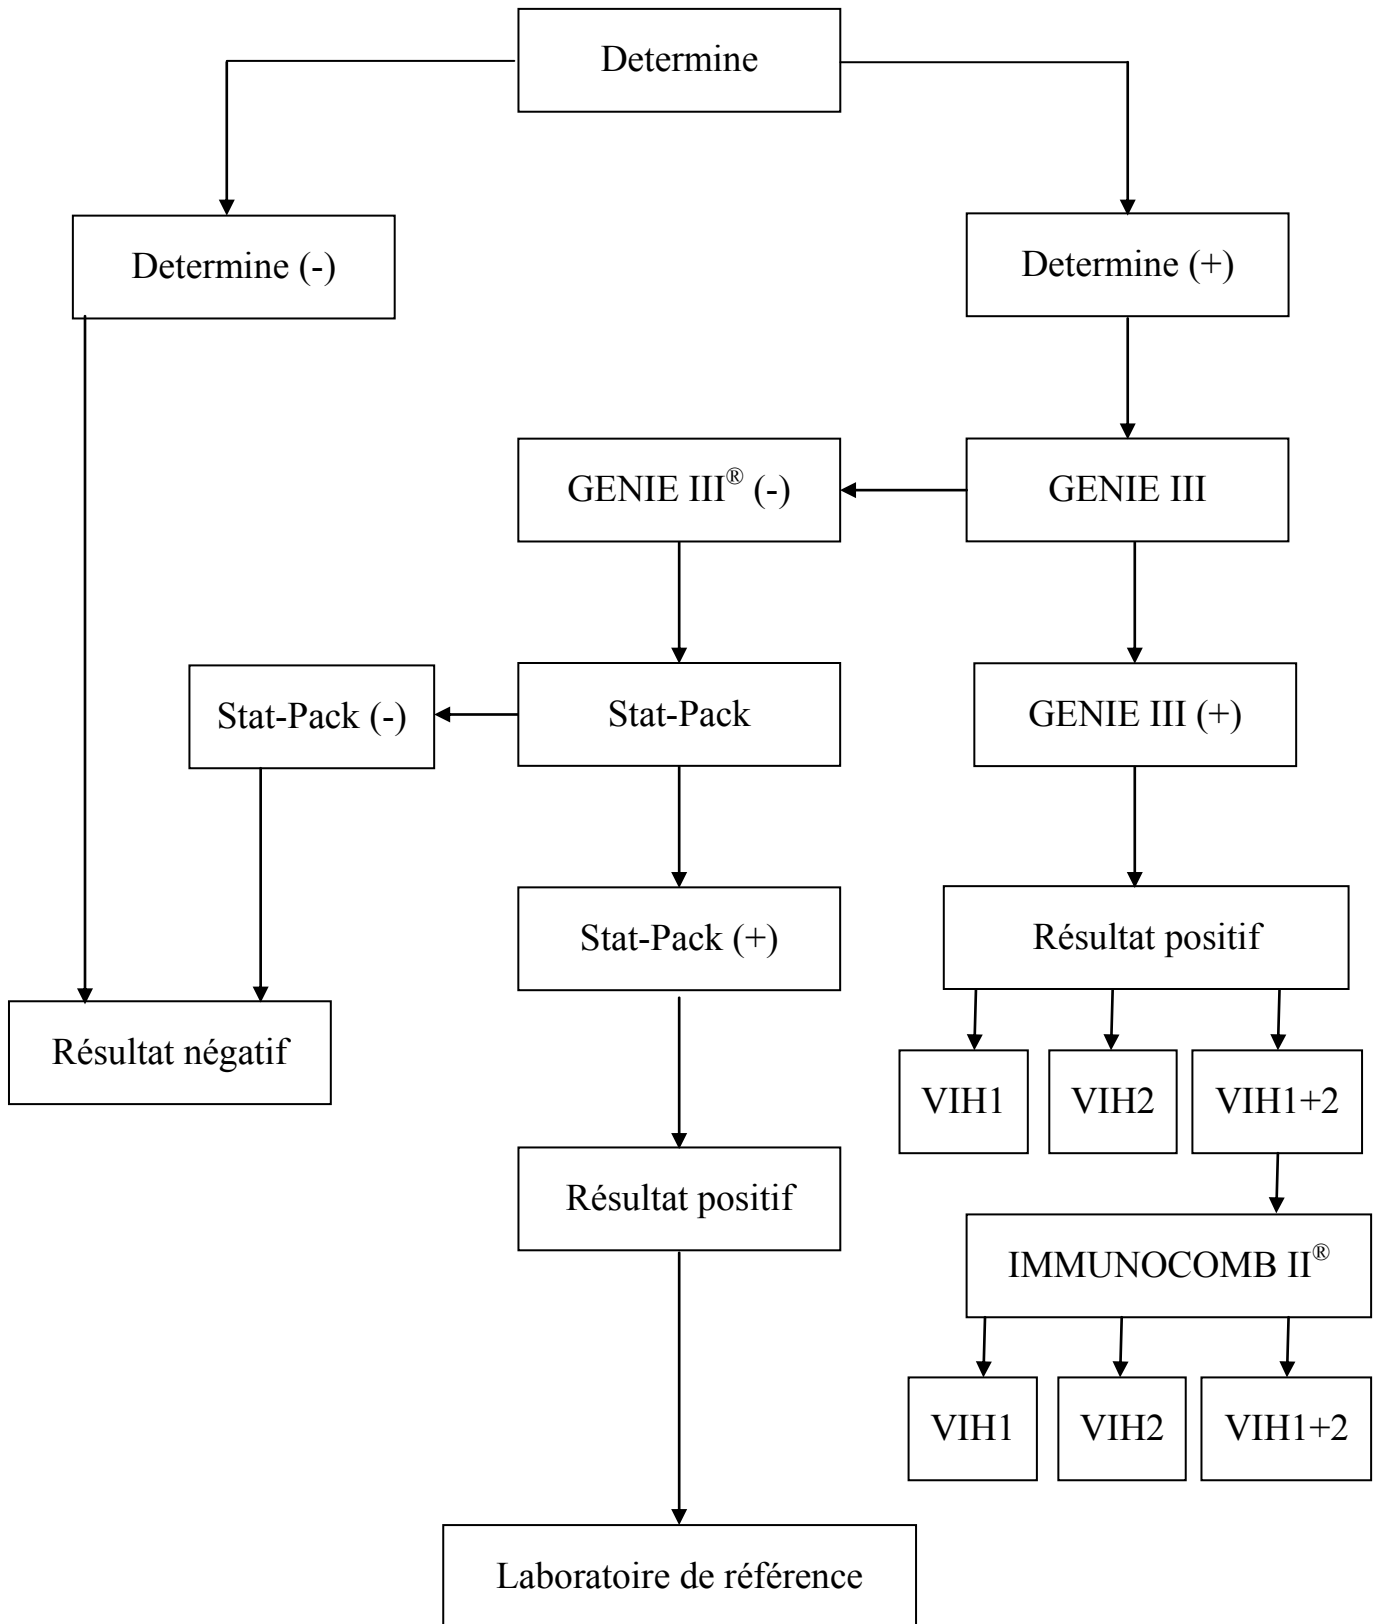 Determine
Determine (-)
Determine (+)
GENIE III® (-)
GENIE III
Stat-Pack (-)
Stat-Pack
GENIE III (+)
Stat-Pack (+)
Résultat positif
Résultat négatif
VIH1
VIH2
VIH1+2
Résultat positif
IMMUNOCOMB II®
VIH1
VIH2
VIH1+2
Laboratoire de référence